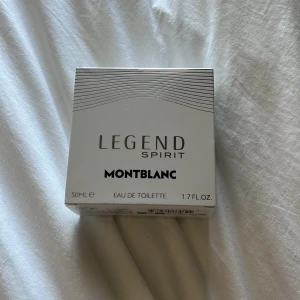 LEGEND
SPIRIT
MONTBLANC
50ML ℮ EAU DE TOILETTE 1.7 FL.OZ.